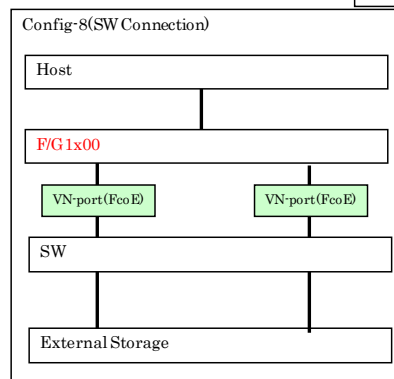 Config-8(SW Connection)
Host
F/G1x00
VN-port(FcoE) VN-port(FcoE)
SW
External Storage